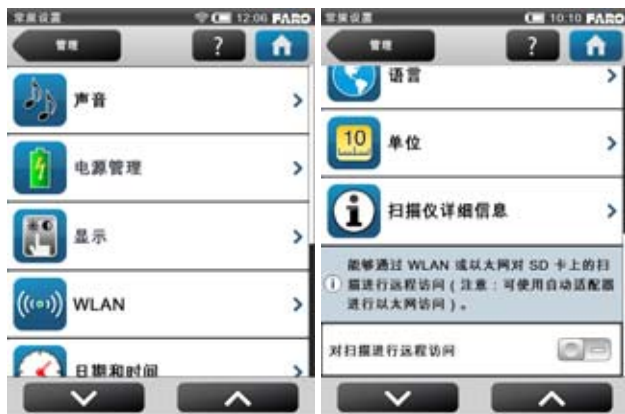 常规设置 12:06 FARO
管理 ?
声音
电源管理
显示
WLAN
日期和时间
常规设置 10:10 FARO
管理 ?
语言
10 单位
扫描仪详细信息
能够通过 WLAN 或以太网对 SD 卡上的扫
描进行远程访问（注意：可使用自动适配器
进行以太网访问）。
对扫描进行远程访问